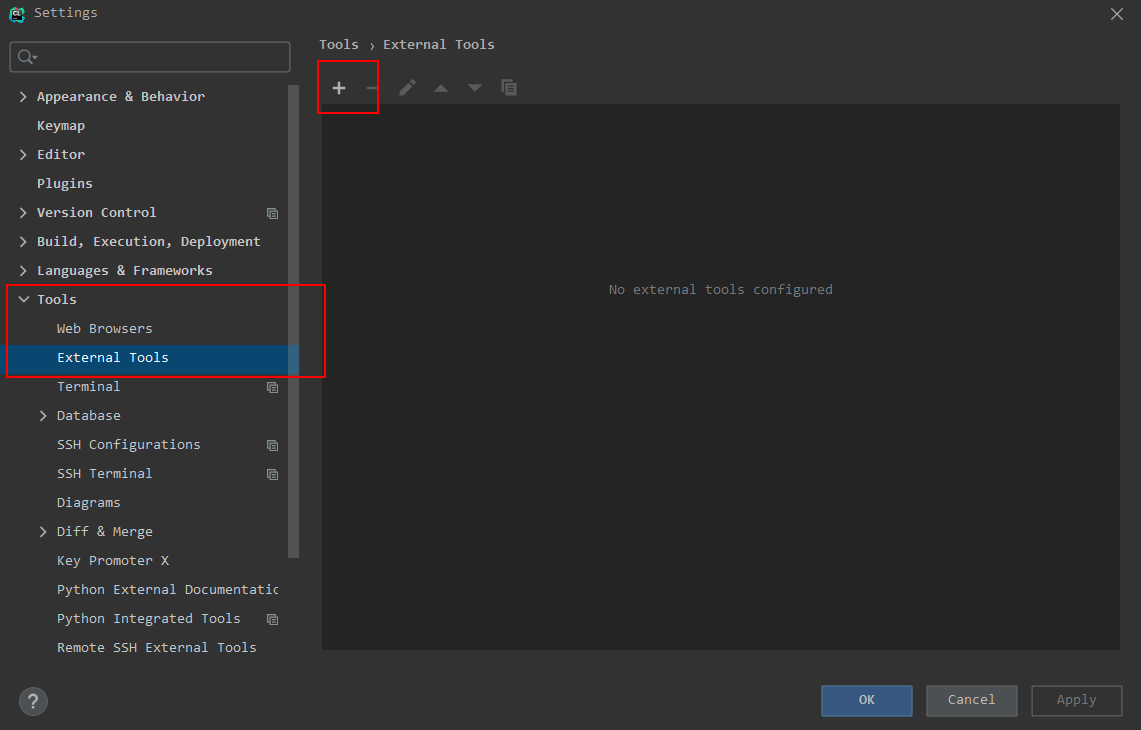 Settings
Tools › External Tools
Appearance & Behavior
Keymap
Editor
Plugins
Version Control
Build, Execution, Deployment
Languages & Frameworks
Tools
Web Browsers
External Tools
Terminal
Database
SSH Configurations
SSH Terminal
Diagrams
Diff & Merge
Key Promoter X
Python External Documentatic
Python Integrated Tools
Remote SSH External Tools
No external tools configured
?
OK
Cancel
Apply